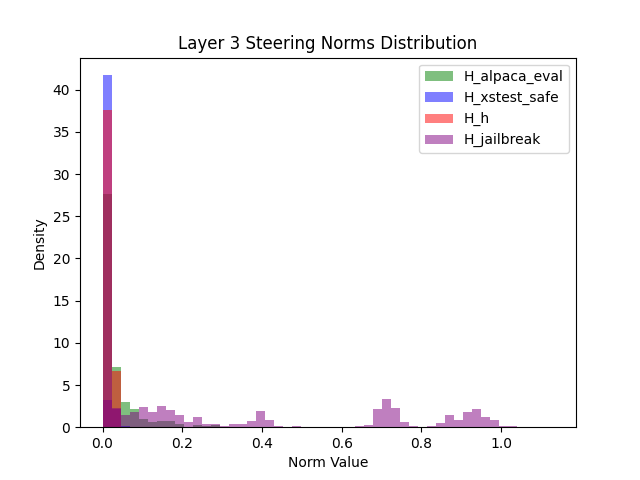 Layer 3 Steering Norms Distribution
H_alpaca_eval
H_xstest_safe
H_h
H_jailbreak
Density
40
35
30
25
20
15
10
5
0
0.0 0.2 0.4 0.6 0.8 1.0
Norm Value